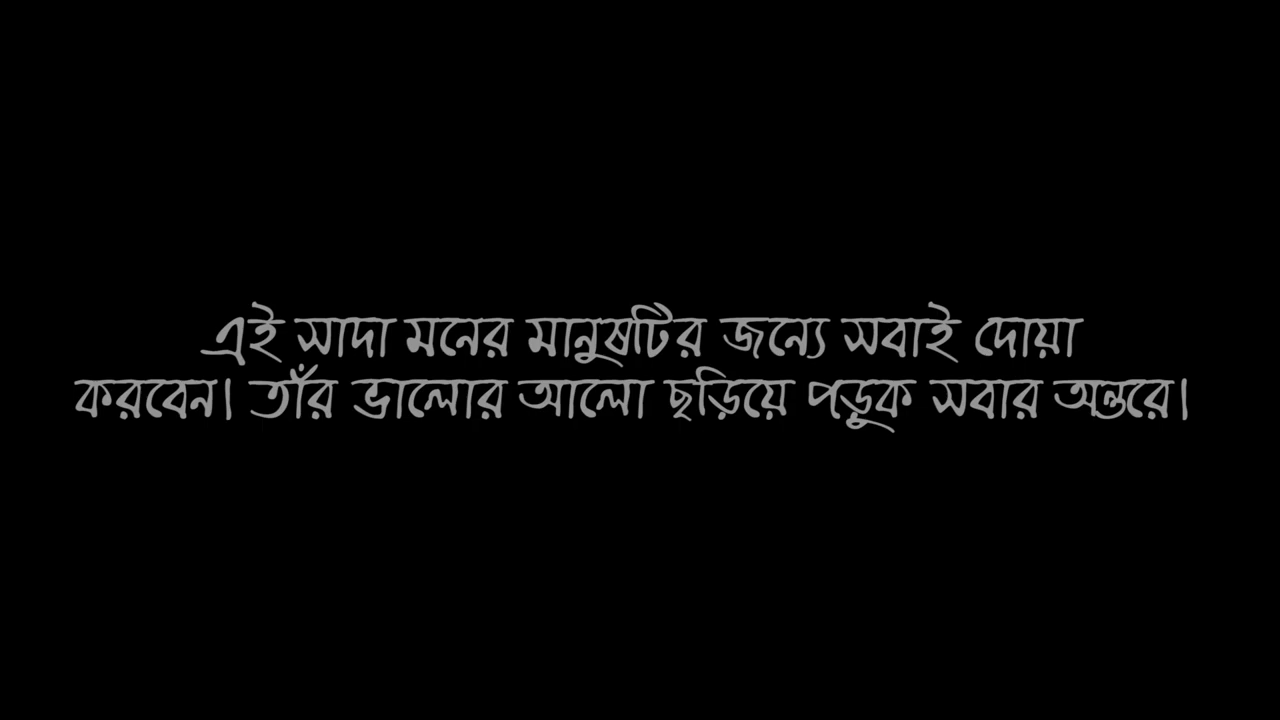 এই সাদা মনের মানুষটির জন্যে সবাই দোয়া
করবেন। তাঁর ভালোর আলো ছড়িয়ে পড়ুক সবার অন্তরে।